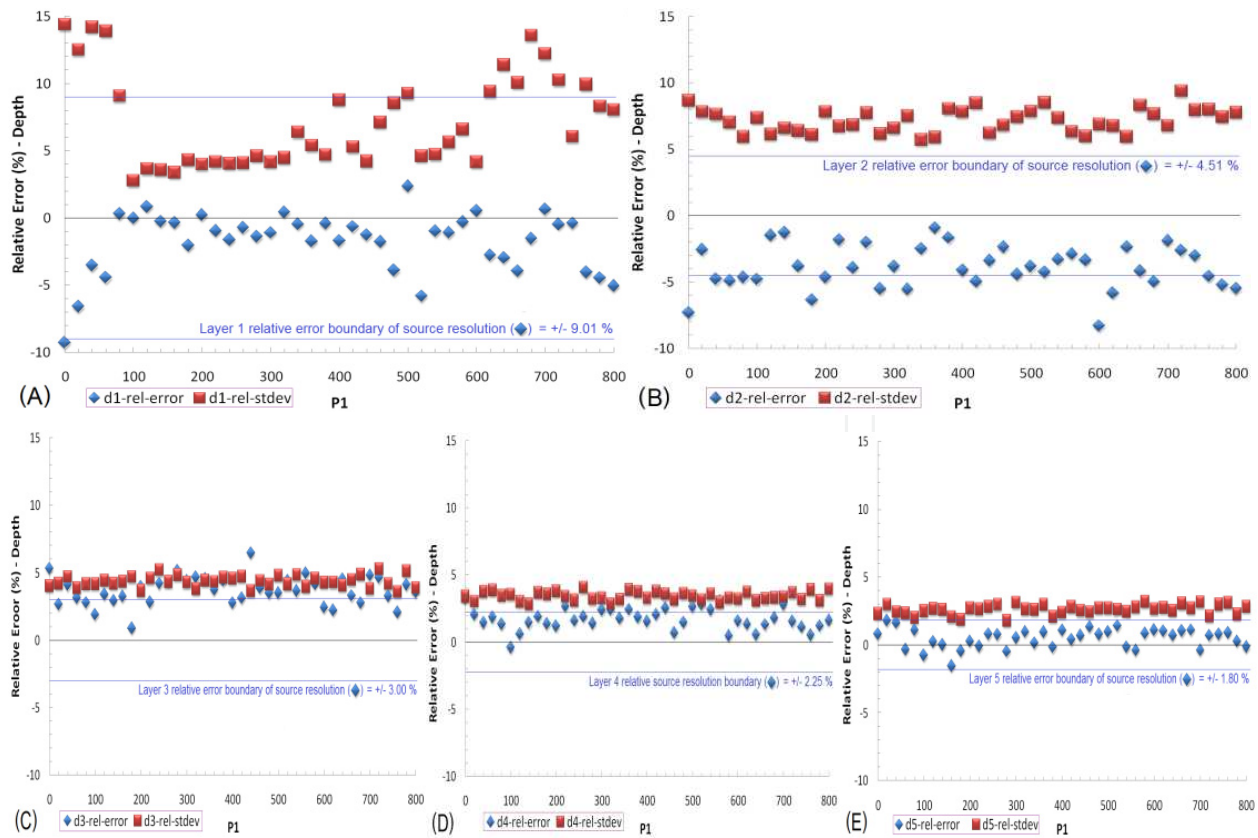 15
10
5
0
-5
-10
Relative Error (%) - Depth
Layer 1 relative error boundary of source resolution (◆) = +/- 9.01 %
0 100 200 300 400 500 600 700 800
(A)
d1-rel-error d1-rel-stdev
P1
15
10
5
0
-5
-10
Relative Error (%) - Depth
Layer 2 relative error boundary of source resolution (◆) = +/- 4.51 %
0 100 200 300 400 500 600 700 800
(B)
d2-rel-error d2-rel-stdev
P1
15
10
5
0
-5
-10
Relative Eroor (%) - Depth
Layer 3 relative error boundary of source resolution (◆) = +/- 3.00 %
0 100 200 300 400 500 600 700 800
(C)
d3-rel-error d3-rel-stdev
P1
15
10
5
0
-5
-10
Relative Error (%) - Depth
Layer 4 relative source resolution boundary (◆) = +/- 2.25 %
0 100 200 300 400 500 600 700 800
(D)
d4-rel-error d4-rel-stdev
P1
15
10
5
0
-5
-10
Relative Error (%) - Depth
Layer 5 relative error boundary of source resolution (◆) = +/- 1.80 %
0 100 200 300 400 500 600 700 800
(E)
d5-rel-error d5-rel-stdev
P1